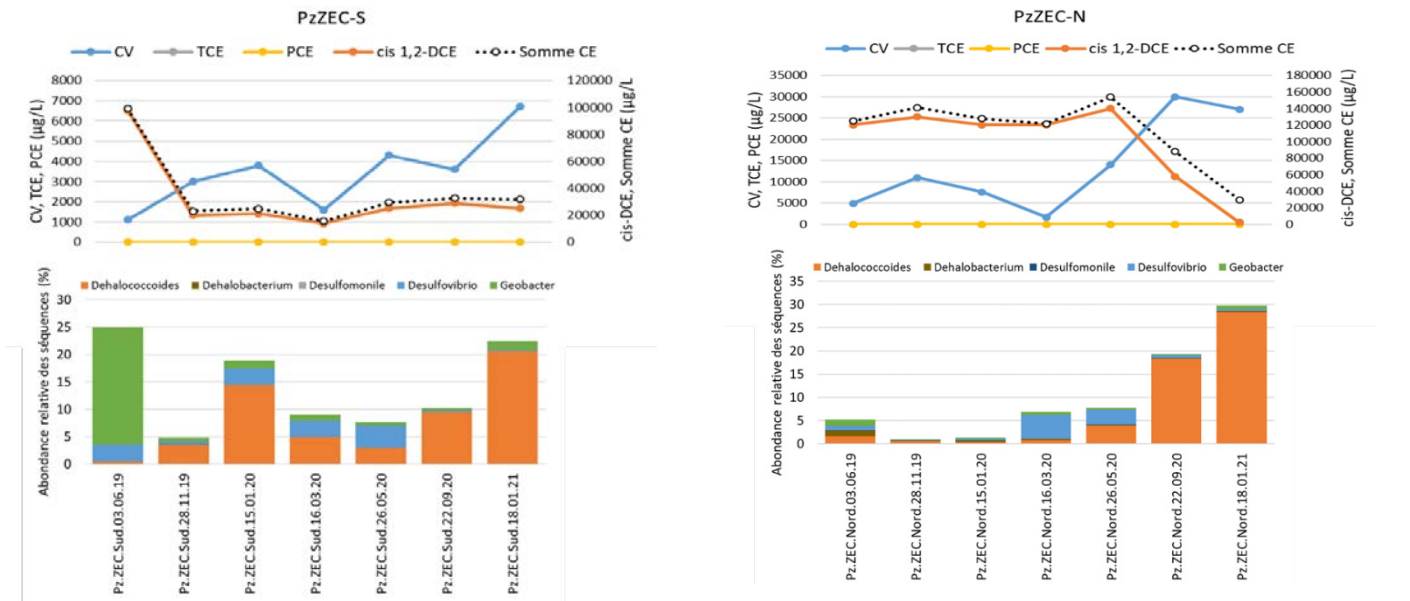 PzZEC-S
CV TCE PCE cis 1,2-DCE Somme CE
8000 120000
7000 100000
6000
5000 80000
4000 60000
3000 40000
2000
1000 20000
0 0
CV, TCE, PCE (µg/L)
cis-DCE, Somme CE (µg/L
Dehalococcoides Dehalobacterium Desulfomonile Desulfovibrio Geobacter
30
25
20
15
10
5
0
Abondance relative des séquences (%)
Pz.ZEC.Sud.03.06.19
Pz.ZEC.Sud.28.11.19
Pz.ZEC.Sud.15.01.20
Pz.ZEC.Sud.16.03.20
Pz.ZEC.Sud.26.05.20
Pz.ZEC.Sud.22.09.20
Pz.ZEC.Sud.18.01.21
PzZEC-N
CV TCE PCE cis 1,2-DCE Somme CE
35000 180000
30000 160000
25000 140000
20000 120000
15000 100000
10000 80000
5000 60000
0 40000
20000
0
CV, TCE, PCE (µg/L)
cis-DCE, Somme CE (µg/L)
Dehalococcoides Dehalobacterium Desulfomonile Desulfovibrio Geobacter
35
30
25
20
15
10
5
0
Abondance relative des séquences (%)
Pz.ZEC.Nord.03.06.19
Pz.ZEC.Nord.28.11.19
Pz.ZEC.Nord.15.01.20
Pz.ZEC.Nord.16.03.20
Pz.ZEC.Nord.26.05.20
Pz.ZEC.Nord.22.09.20
Pz.ZEC.Nord.18.01.21